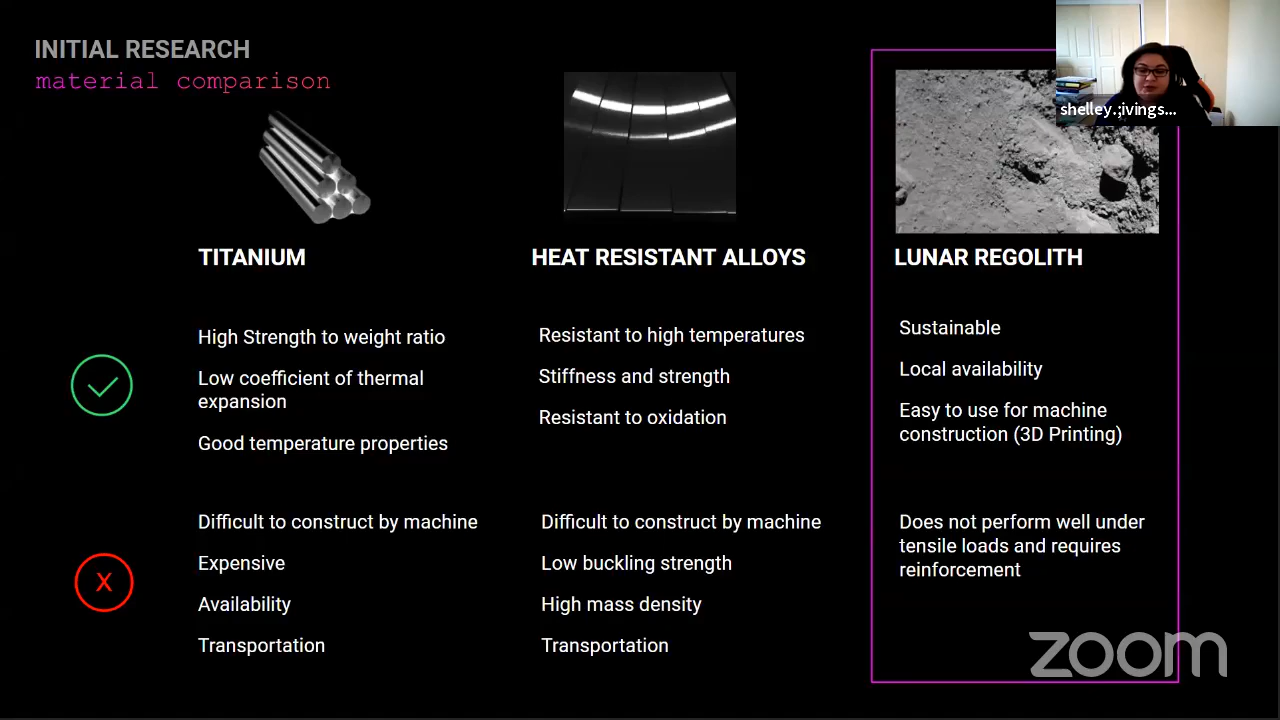 INITIAL RESEARCH
material comparison
shelley.;ivings...
TITANIUM
HEAT RESISTANT ALLOYS
LUNAR REGOLITH
High Strength to weight ratio
Low coefficient of thermal
expansion
Good temperature properties
Resistant to high temperatures
Stiffness and strength
Resistant to oxidation
Sustainable
Local availability
Easy to use for machine
construction (3D Printing)
X
Difficult to construct by machine
Expensive
Availability
Transportation
Difficult to construct by machine
Low buckling strength
High mass density
Transportation
Does not perform well under
tensile loads and requires
reinforcement
zoom